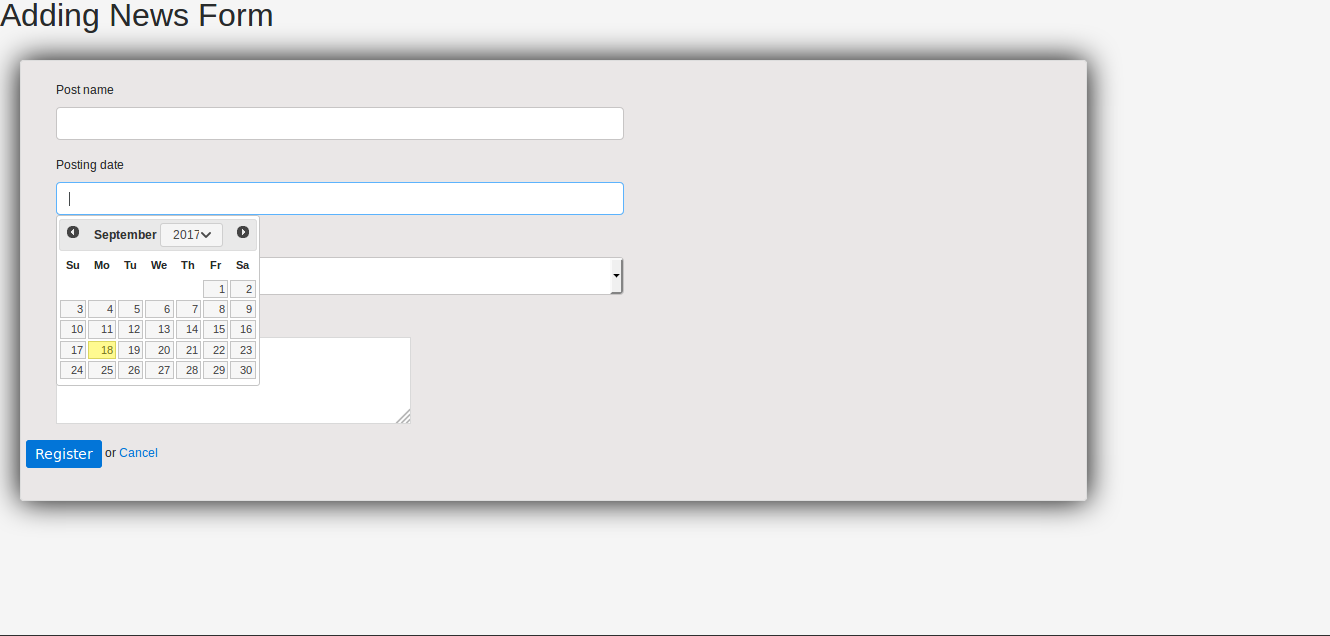 Adding News Form
Post name
Posting date
September 2017
Su Mo Tu We Th Fr Sa
1 2
3 4 5 6 7 8 9
10 11 12 13 14 15 16
17 18 19 20 21 22 23
24 25 26 27 28 29 30
Register or Cancel